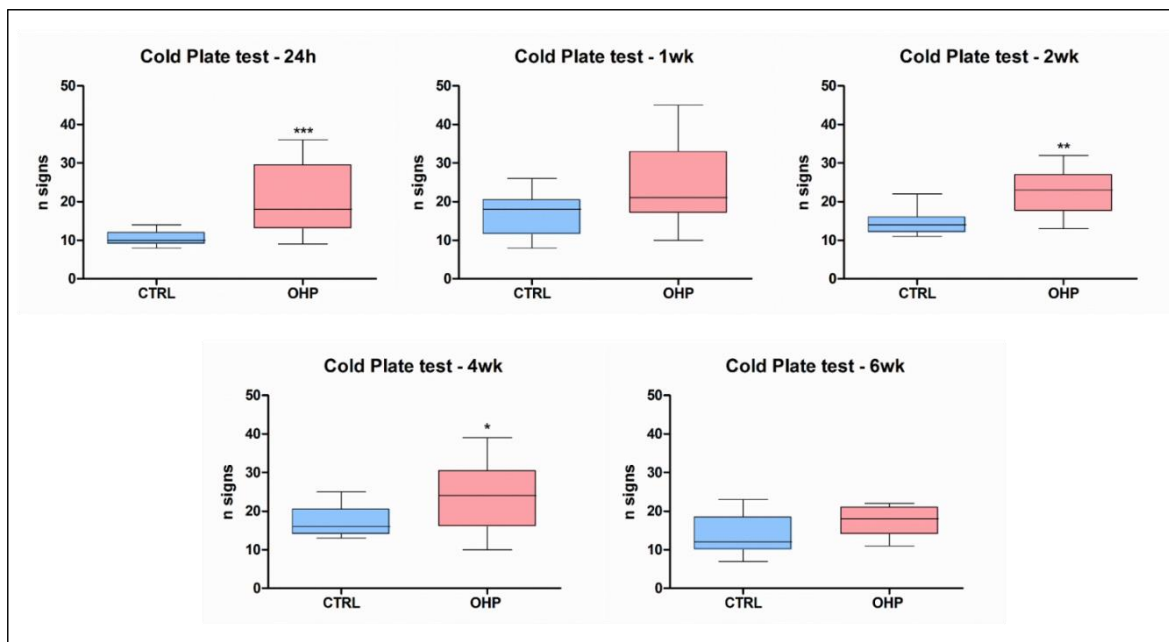 Cold Plate test - 24h
50
40
30
20
10
0
n signs
***
CTRL
OHP
Cold Plate test - 1wk
50
40
30
20
10
0
n signs
CTRL
OHP
Cold Plate test - 2wk
50
40
30
20
10
0
n signs
**
CTRL
OHP
Cold Plate test - 4wk
50
40
30
20
10
0
n signs
*
CTRL
OHP
Cold Plate test - 6wk
50
40
30
20
10
0
n signs
CTRL
OHP